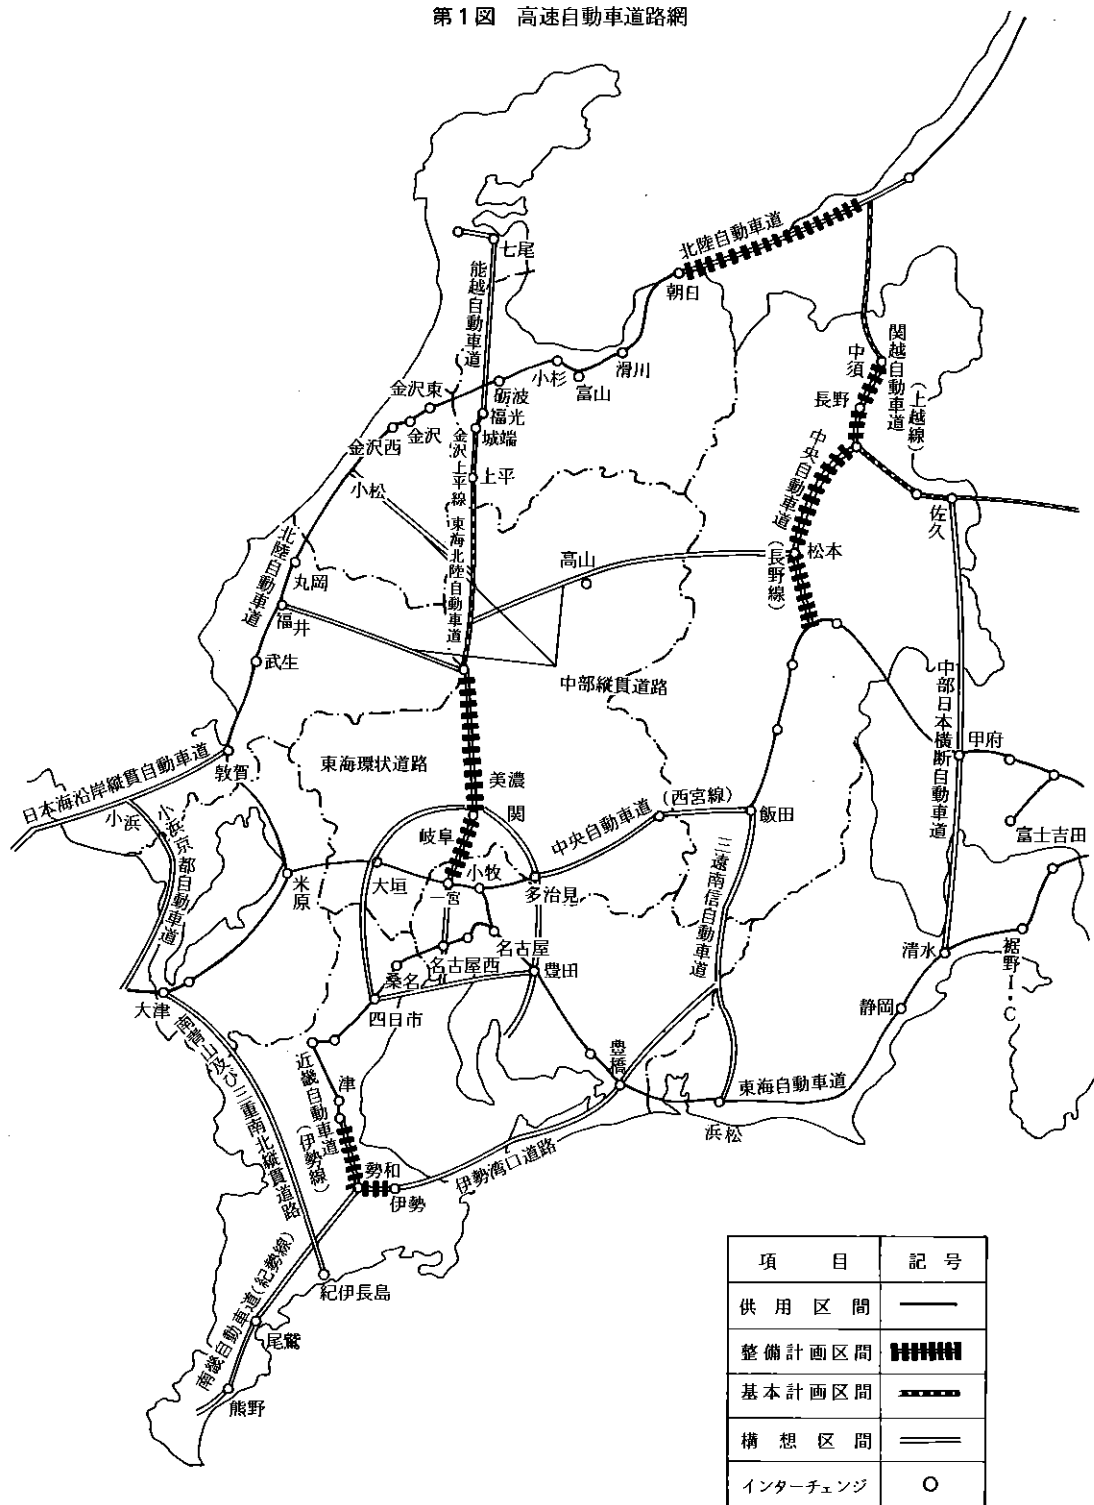 第1図 高速自動車道路網
北陸自動車道
七尾
能越自動車道
朝日
関越自動車道
(上越線)
中須
滑川
小杉
富山
砺波
金沢東
福光
長野
金沢
城端
金沢西
金沢上平線
中央自動車道
(長野線)
上平
小松
佐久
東海北陸自動車道
松本
高山
北陸自動車道
丸岡
福井
武生
中部縦貫道路
中部日本横断自動車道
甲府
敦賀
東海環状道路
日本海沿岸縦貫自動車道
美濃
小浜
小浜京都自動車道
関
中央自動車道
(西宮線)
飯田
岐阜
富士吉田
大垣
小牧
米原
一宮
多治見
三遠南信自動車道
名古屋
清水
裾野I・C
名古屋西
豊田
桑名
大津
四日市
静岡
南青山及び三重南北縦貫道路
近畿自動車道
(伊勢線)
豊橋
津
東海自動車道
浜松
勢和
伊勢湾口道路
伊勢
南畿自動車道(紀勢線)
紀伊長島
尾鷲
熊野
項目 記号
供用区間
整備計画区間
基本計画区間
構想区間
インターチェンジ